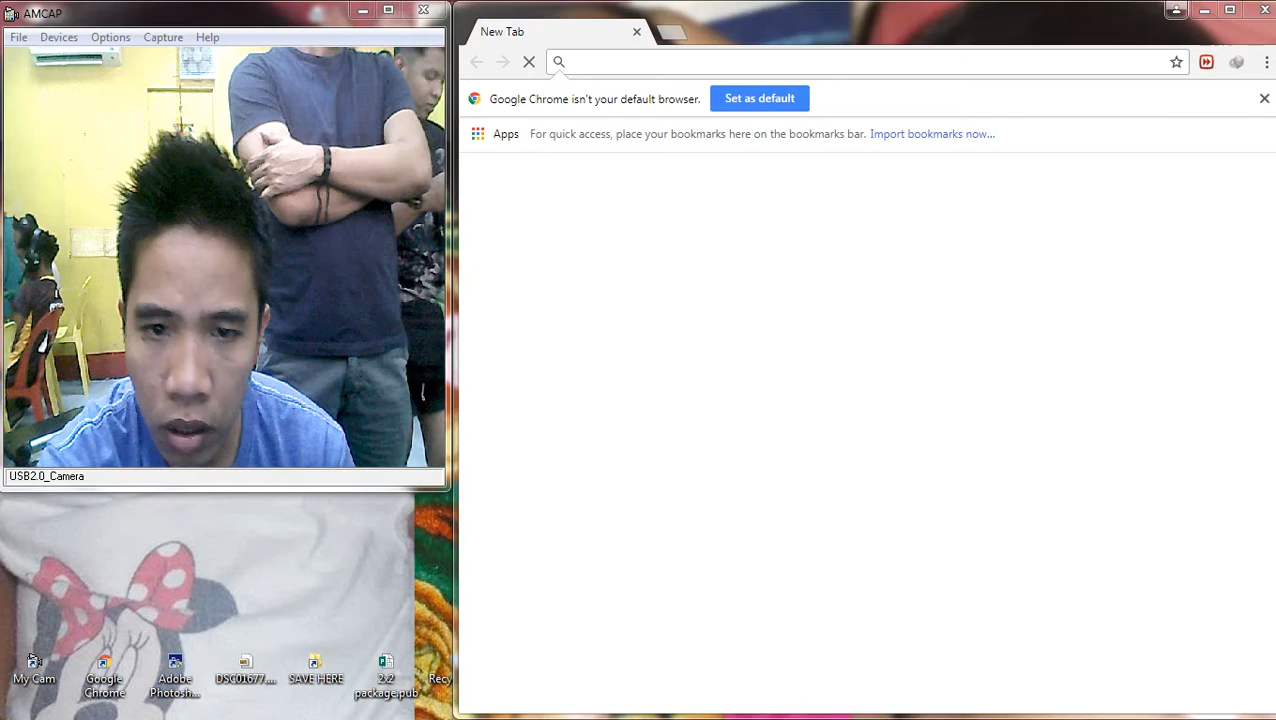 AMCAP
File Devices Options Capture Help
USB2.0_Camera
New Tab
Google Chrome isn't your default browser. Set as default
Apps For quick access, place your bookmarks here on the bookmarks bar. Import bookmarks now...
My Cam
Google
Chrome
Adobe
Photosh...
DSC01677....
SAVE HERE
2x2
package.pub
Recy